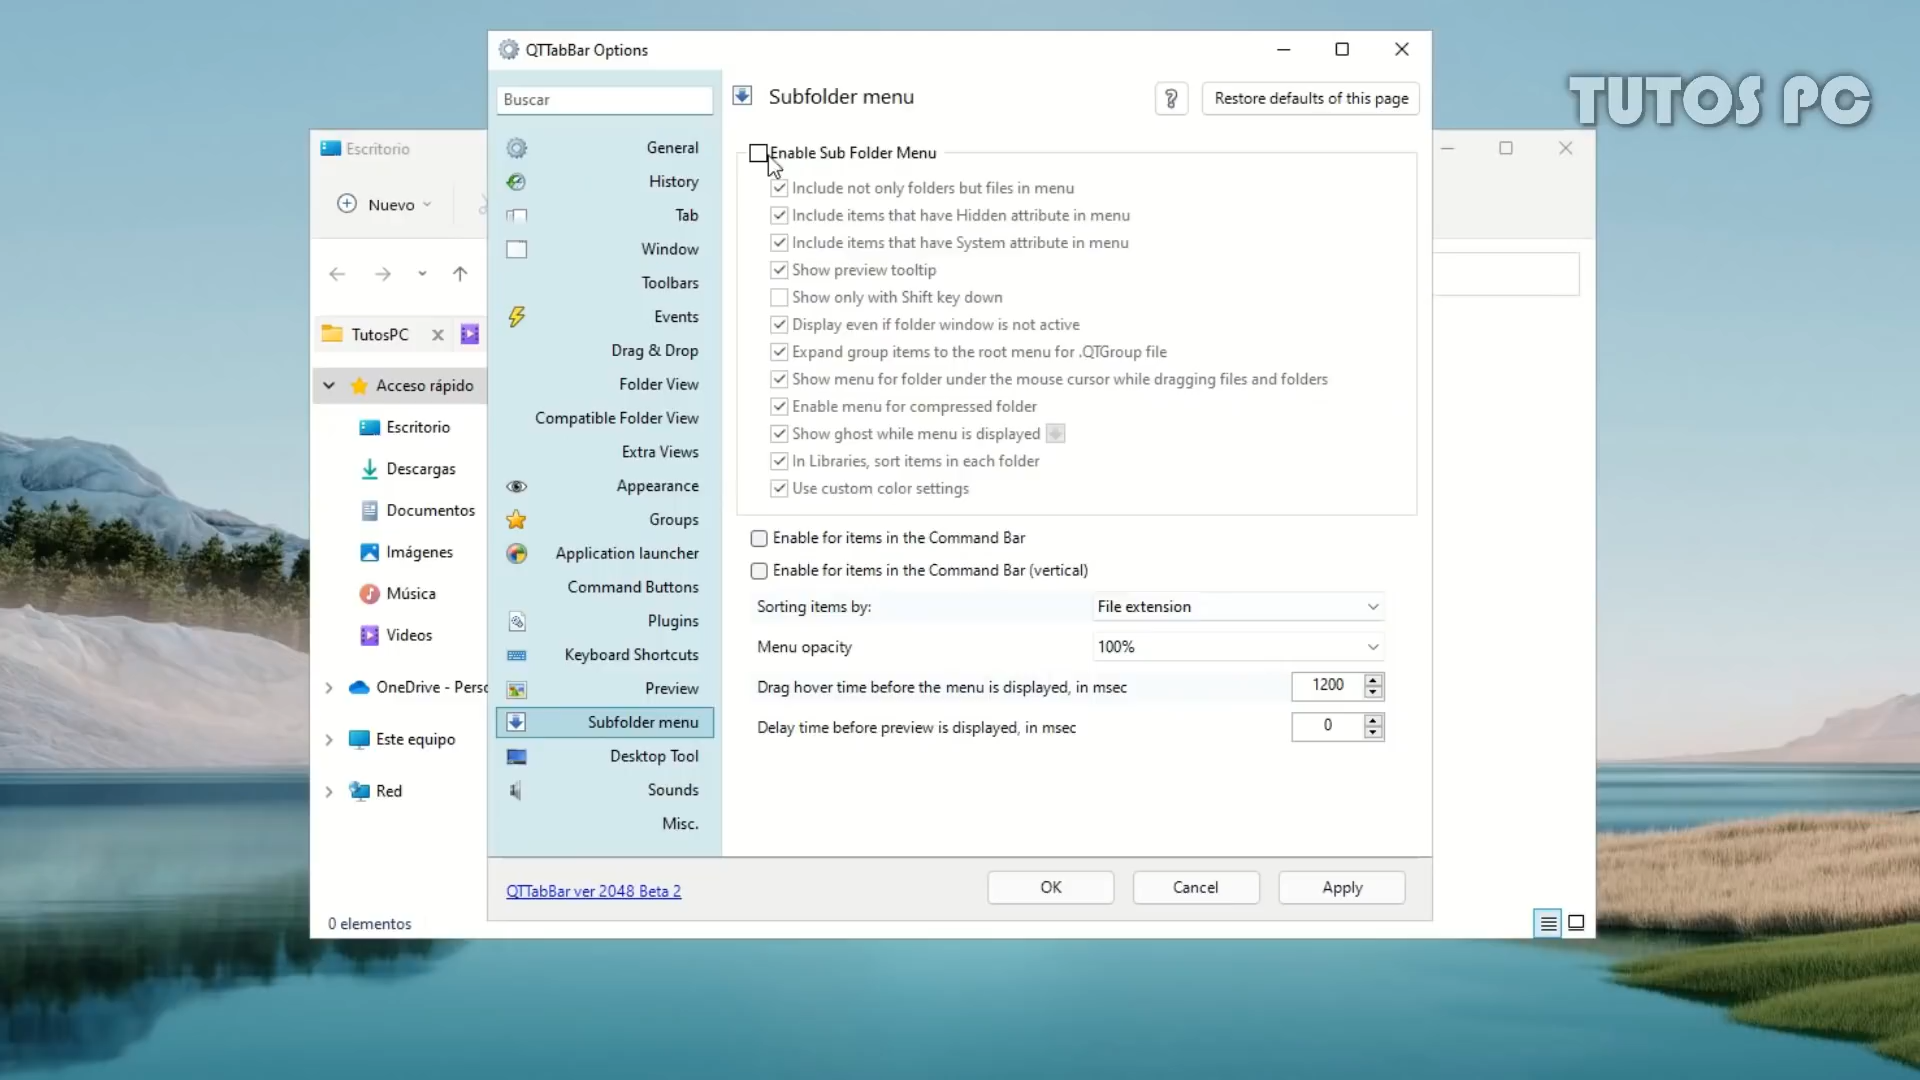 QTTabBar Options
TUTOS PC
Buscar
Subfolder menu
?
Restore defaults of this page
Escritorio
Nuevo
TutosPC
Acceso rápido
Escritorio
Descargas
Documentos
Imágenes
Música
Videos
OneDrive - Perso
Este equipo
Red
0 elementos
General
History
Tab
Window
Toolbars
Events
Drag & Drop
Folder View
Compatible Folder View
Extra Views
Appearance
Groups
Application launcher
Command Buttons
Plugins
Keyboard Shortcuts
Preview
Subfolder menu
Desktop Tool
Sounds
Misc.
Enable Sub Folder Menu
Include not only folders but files in menu
Include items that have Hidden attribute in menu
Include items that have System attribute in menu
Show preview tooltip
Show only with Shift key down
Display even if folder window is not active
Expand group items to the root menu for .QTGroup file
Show menu for folder under the mouse cursor while dragging files and folders
Enable menu for compressed folder
Show ghost while menu is displayed
In Libraries, sort items in each folder
Use custom color settings
Enable for items in the Command Bar
Enable for items in the Command Bar (vertical)
Sorting items by: File extension
Menu opacity 100%
Drag hover time before the menu is displayed, in msec 1200
Delay time before preview is displayed, in msec 0
QTTabBar ver 2048 Beta 2
OK Cancel Apply